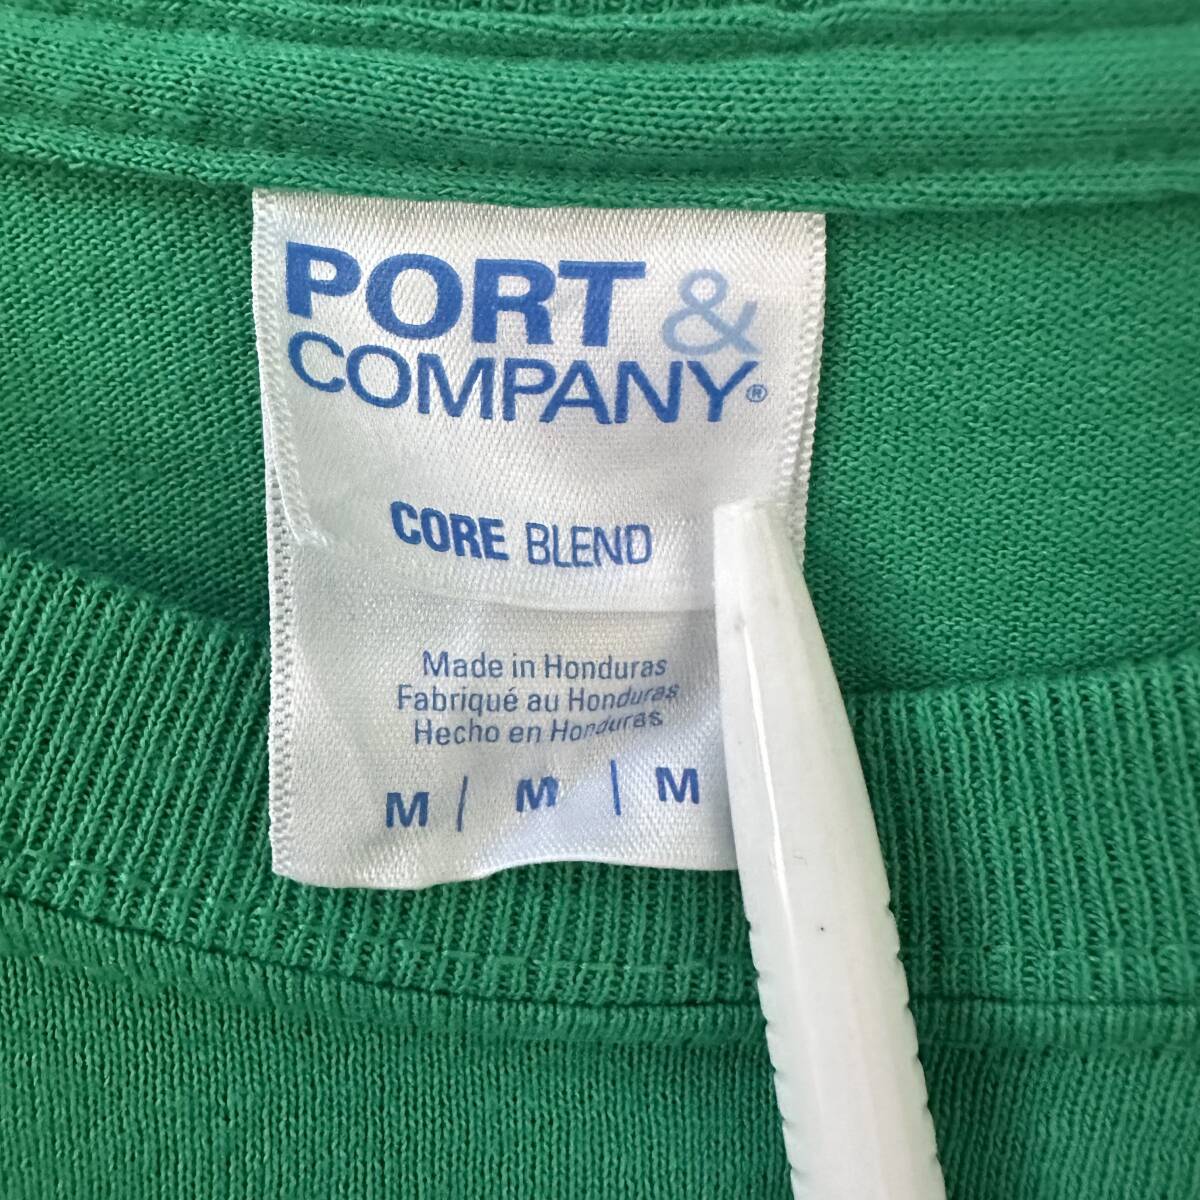 PORT &
COMPANY®
CORE BLEND
Made in Honduras
Fabriqué au Honduras
Hecho en Honduras
M / M | M